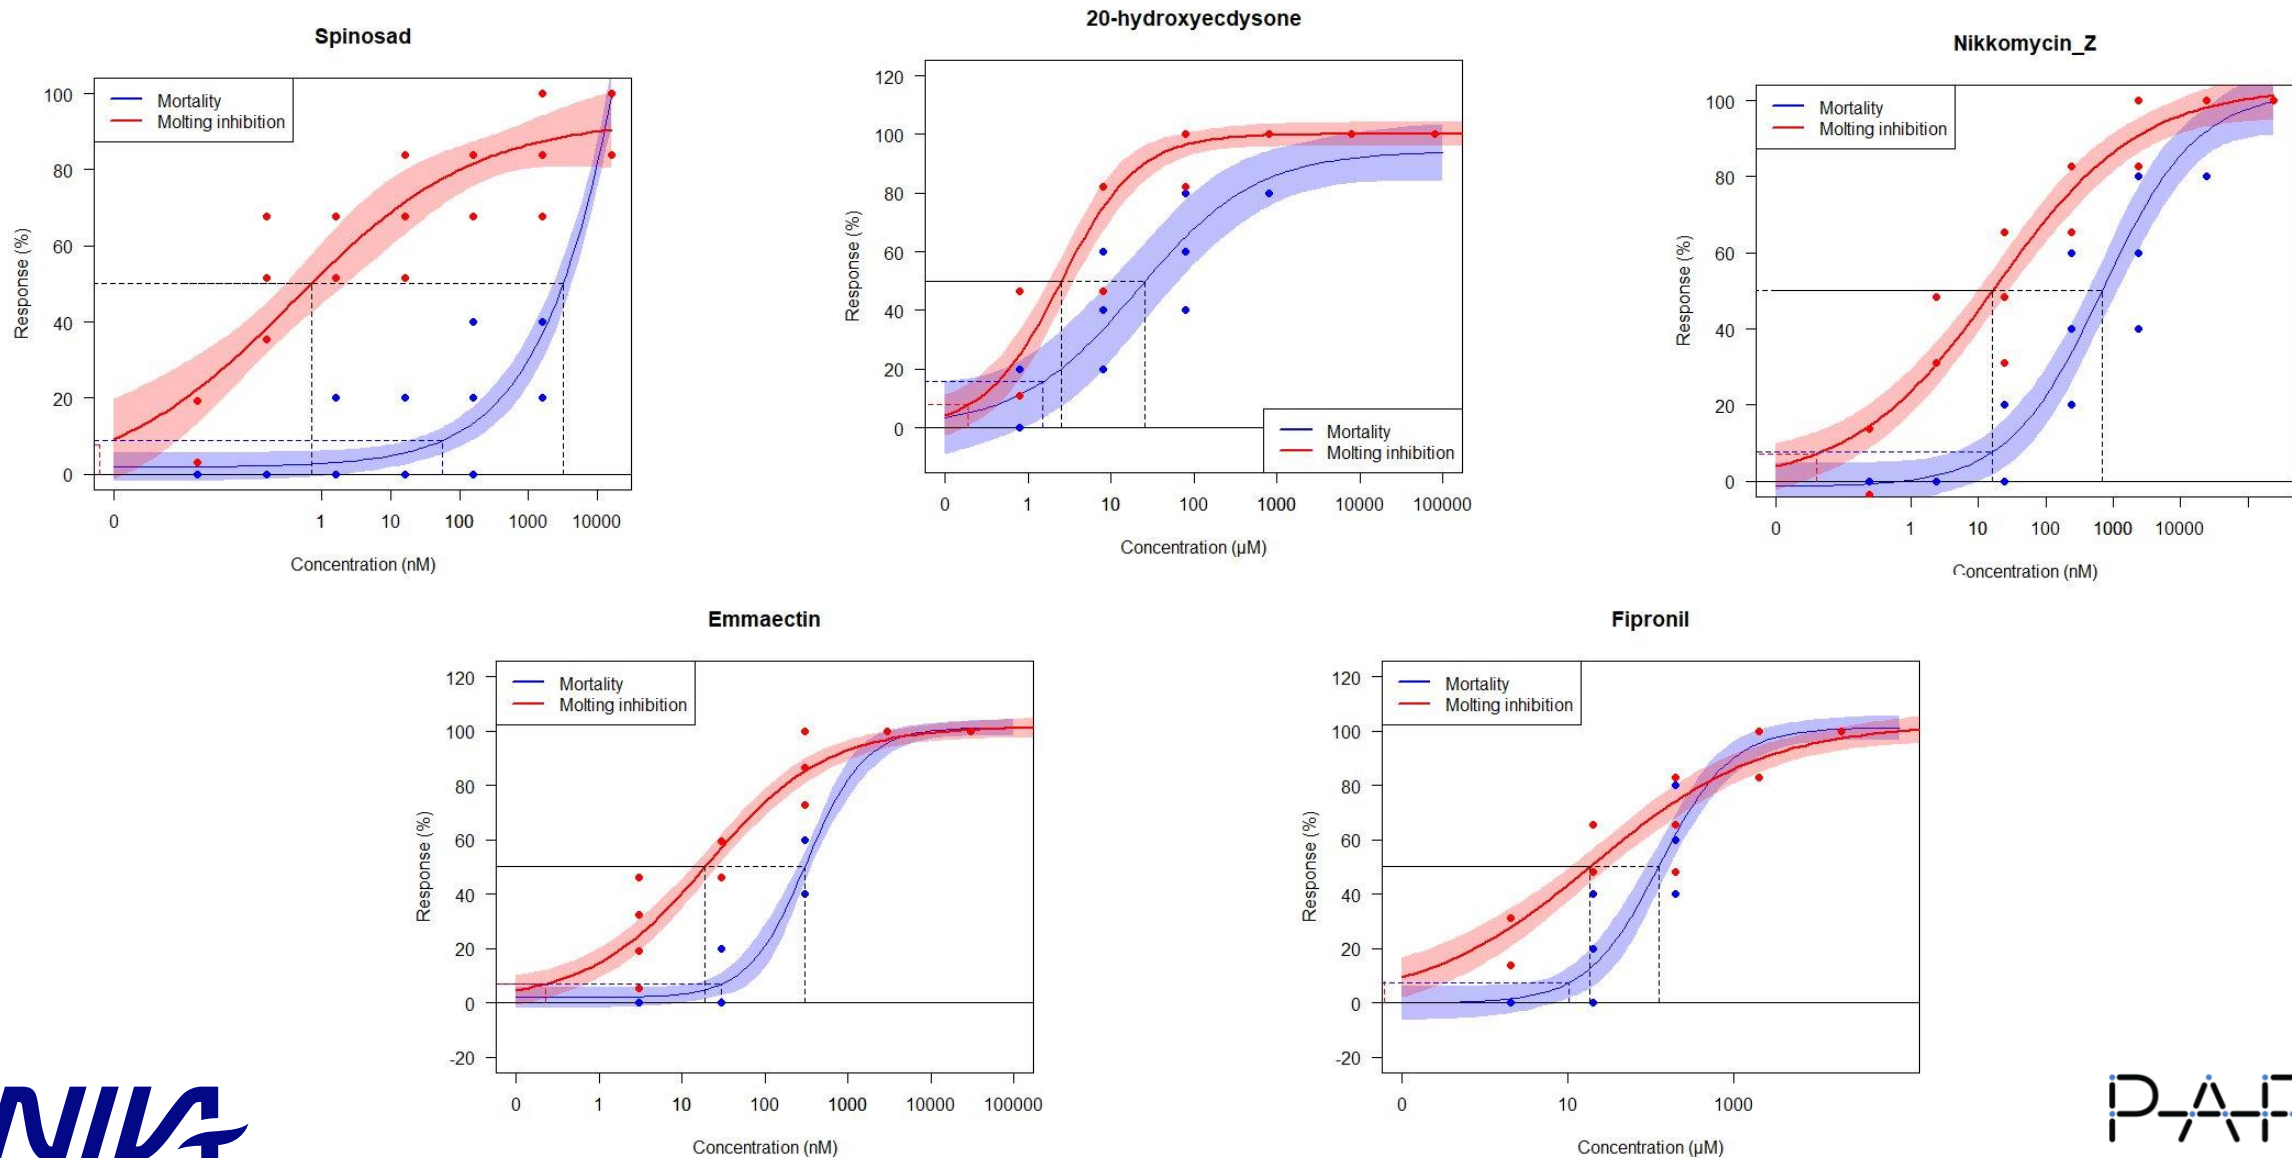 Spinosad
Mortality
Molting inhibition
100
80
60
40
20
0
Response (%)
0 1 10 100 1000 10000
Concentration (nM)
20-hydroxyecdysone
120
100
80
60
40
20
0
Response (%)
Mortality
Molting inhibition
0 1 10 100 1000 10000 100000
Concentration (µM)
Nikkomycin_Z
Mortality
Molting inhibition
100
80
60
40
20
0
Response (%)
0 1 10 100 1000 10000
Concentration (nM)
Emmaectin
Mortality
Molting inhibition
120
100
80
60
40
20
0
-20
Response (%)
0 1 10 100 1000 10000 100000
Concentration (nM)
Fipronil
Mortality
Molting inhibition
120
100
80
60
40
20
0
-20
Response (%)
0 10 1000
Concentration (µM)
NIVA